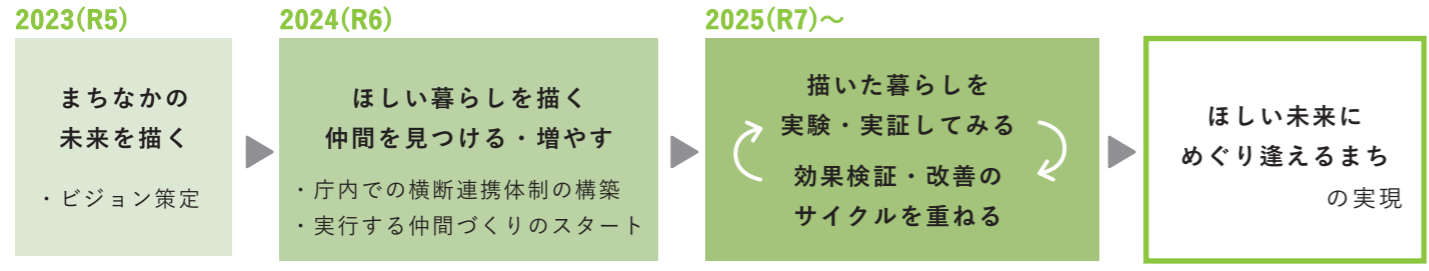 2023(R5)
まちなかの
未来を描く
・ビジョン策定
2024(R6)
ほしい暮らしを描く
仲間を見つける・増やす
・庁内での横断連携体制の構築
・実行する仲間づくりのスタート
2025(R7)～
描いた暮らしを
実験・実証してみる
効果検証・改善の
サイクルを重ねる
ほしい未来に
めぐり逢えるまち
の実現